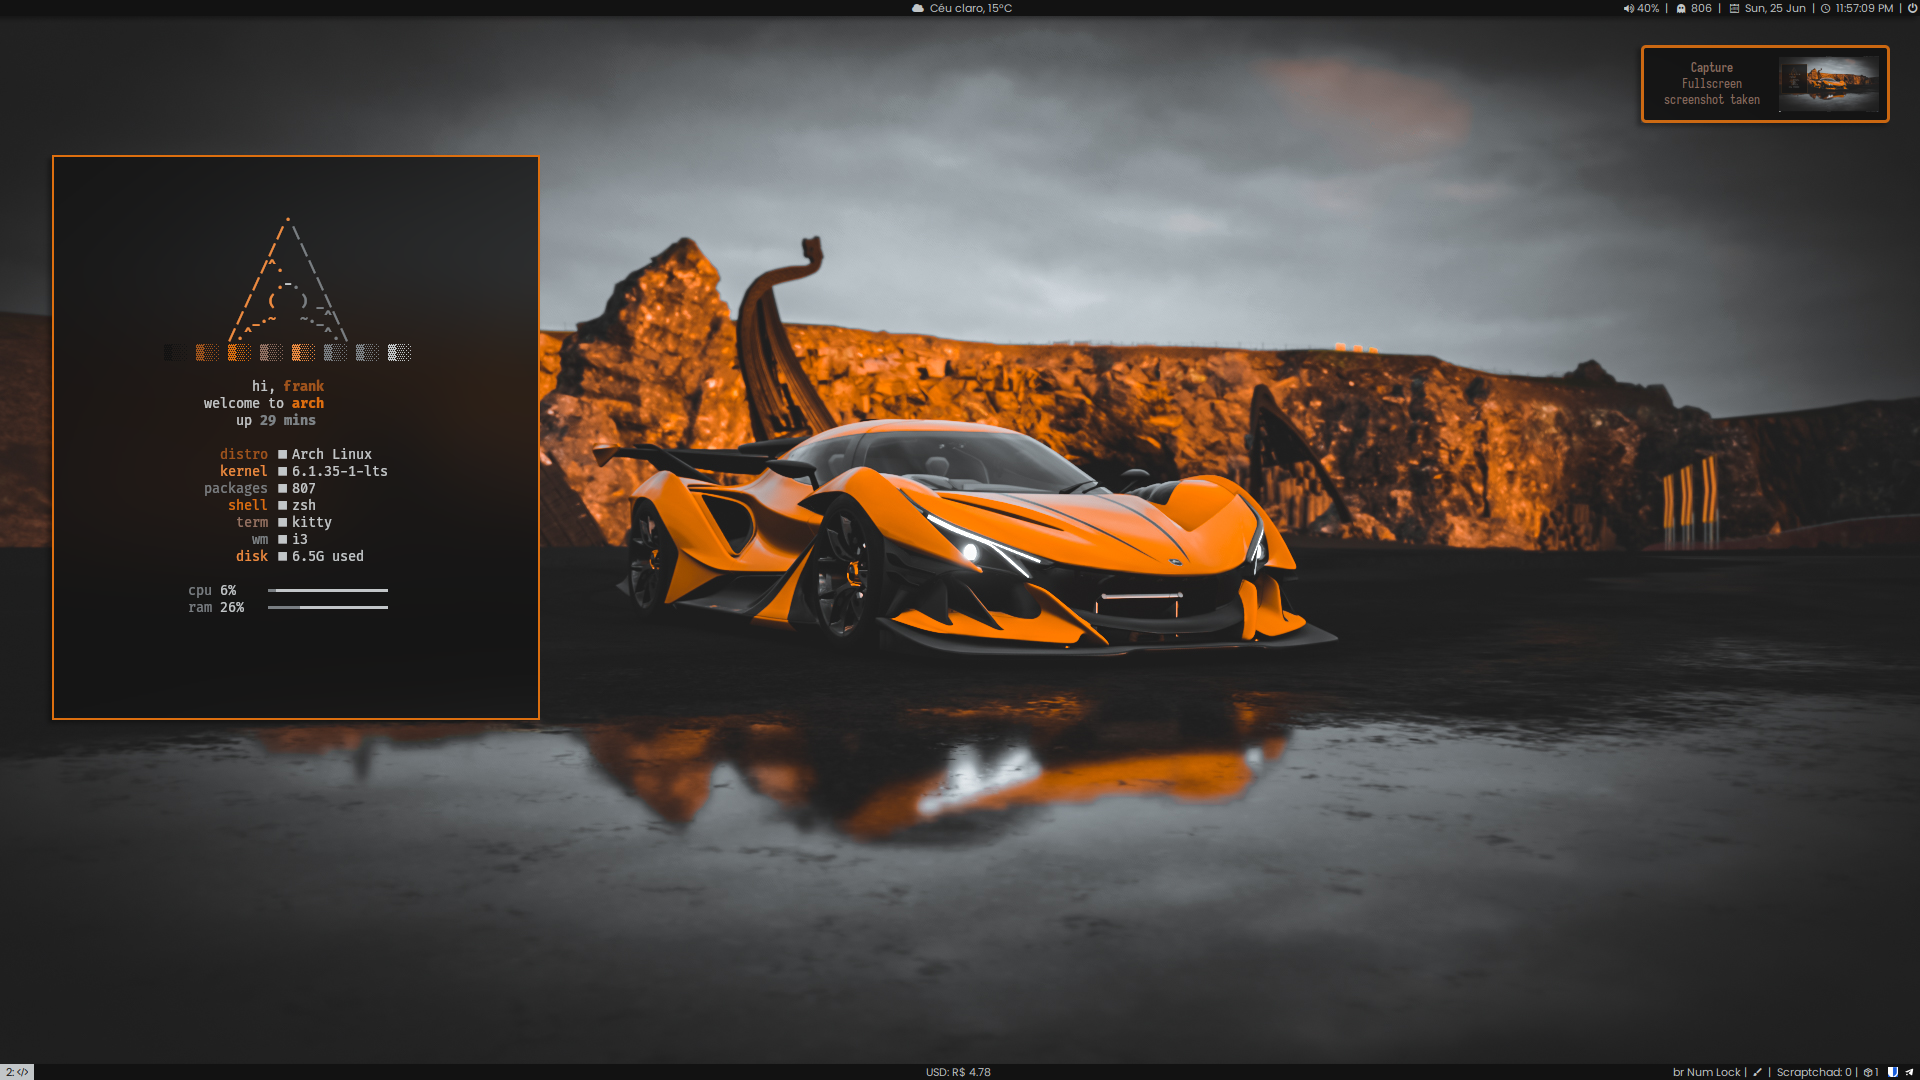 Céu claro, 15°C
40% | 806 | Sun, 25 Jun | 11:57:09 PM |
Capture
Fullscreen
screenshot taken
hi, frank
welcome to arch
up 29 mins
distro Arch Linux
kernel 6.1.35-1-lts
packages 807
shell zsh
term kitty
wm i3
disk 6.5G used
cpu 6%
ram 26%
2: </>
USD: R$ 4.78
br Num Lock | | Scraptchad: 0 | 1